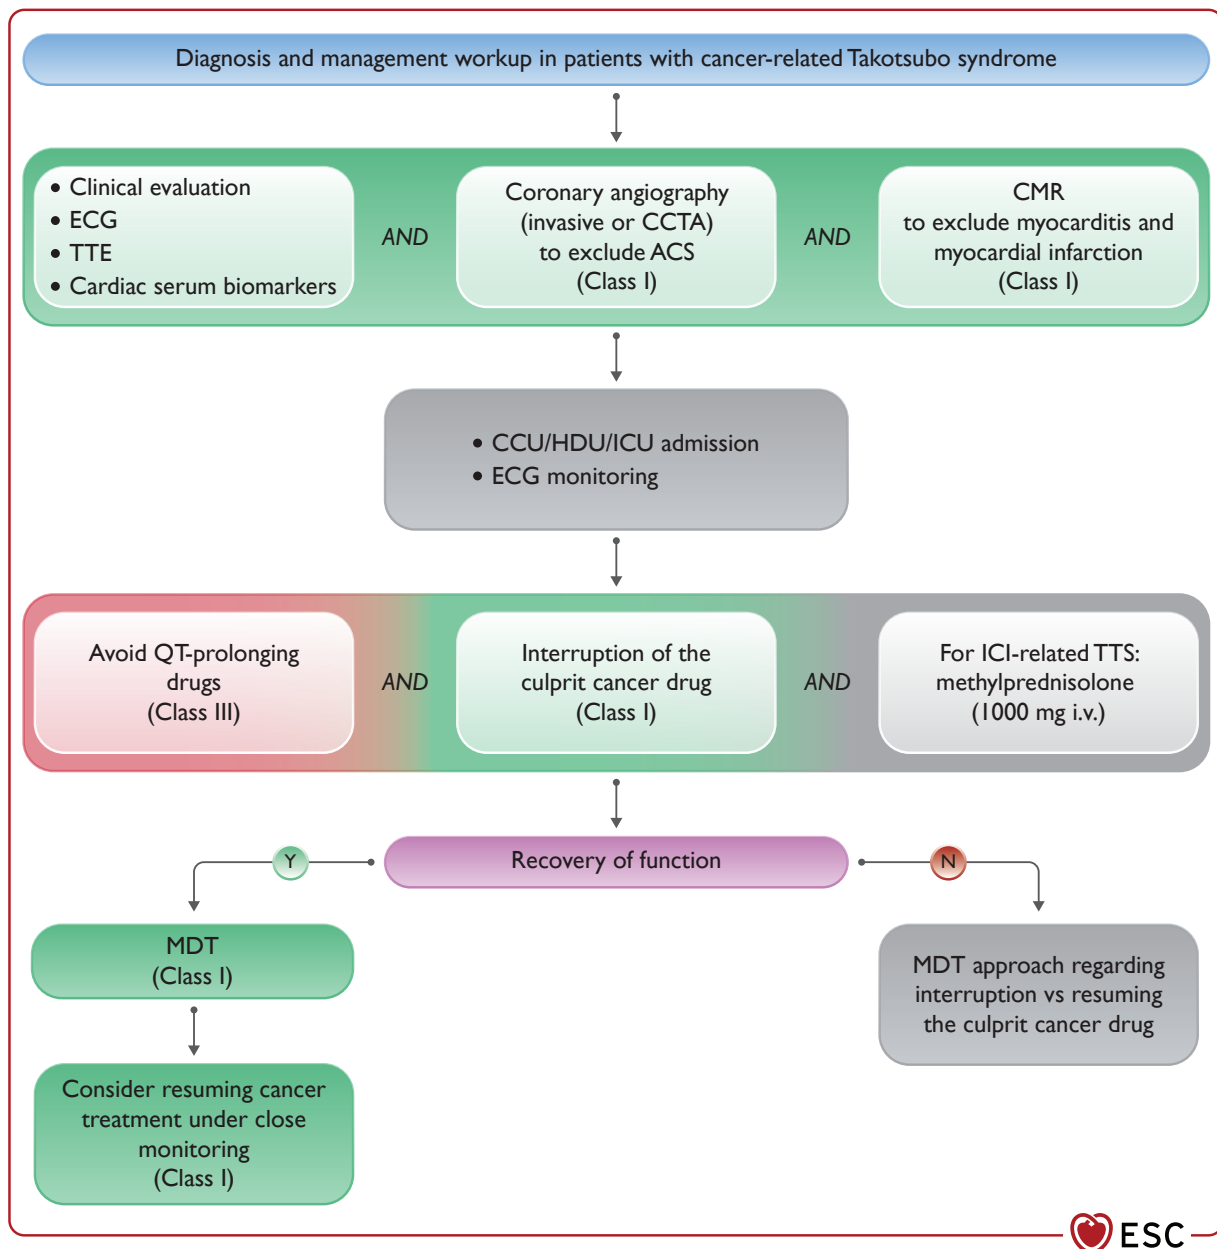 Diagnosis and management workup in patients with cancer-related Takotsubo syndrome
• Clinical evaluation
• ECG
• TTE
• Cardiac serum biomarkers
AND
Coronary angiography
(invasive or CCTA)
to exclude ACS
(Class I)
AND
CMR
to exclude myocarditis and
myocardial infarction
(Class I)
• CCU/HDU/ICU admission
• ECG monitoring
Avoid QT-prolonging
drugs
(Class III)
AND
Interruption of the
culprit cancer drug
(Class I)
AND
For ICI-related TTS:
methylprednisolone
(1000 mg i.v.)
Recovery of function
Y
N
MDT
(Class I)
MDT approach regarding
interruption vs resuming
the culprit cancer drug
Consider resuming cancer
treatment under close
monitoring
(Class I)
ESC